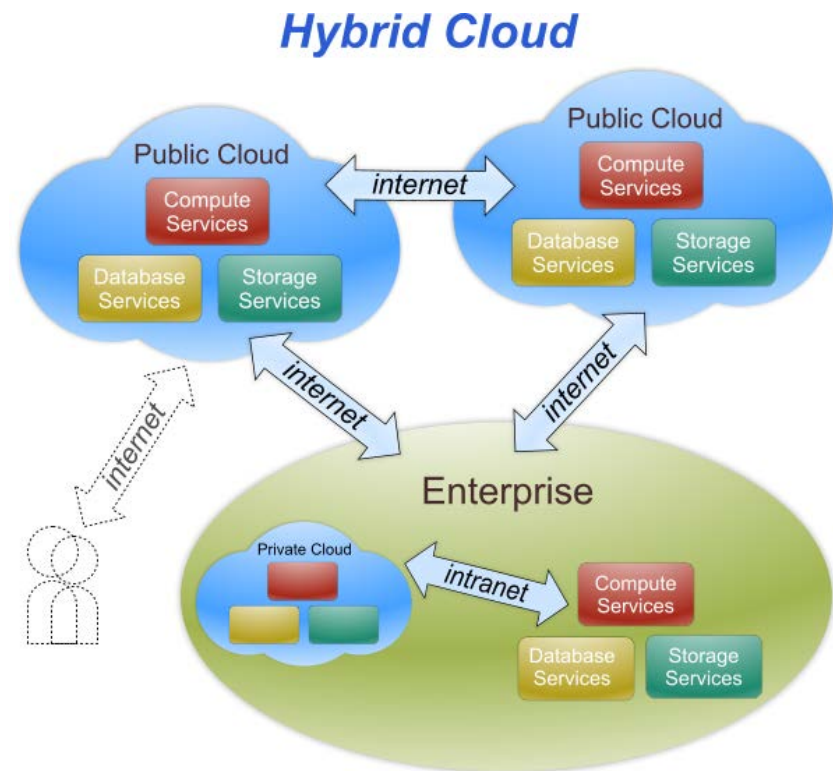 Hybrid Cloud
Public Cloud
Compute
Services
Database
Services
Storage
Services
internet
Public Cloud
Compute
Services
Database
Services
Storage
Services
internet
internet
internet
Enterprise
Private Cloud
intranet
Compute
Services
Database
Services
Storage
Services